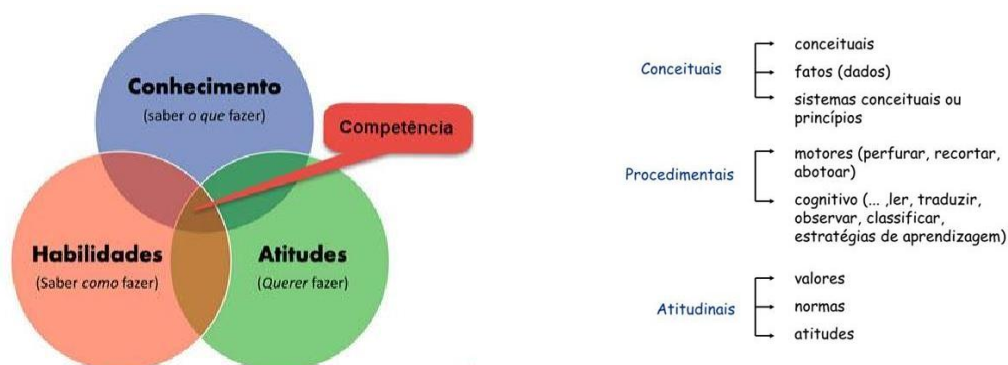 Conhecimento
(saber o que fazer)
Competência
Habilidades
(Saber como fazer)
Atitudes
(Querer fazer)
Conceituais
conceituais
fatos (dados)
sistemas conceituais ou
princípios
Procedimentais
motores (perfurar, recortar,
abotoar)
cognitivo (... ,ler, traduzir,
observar, classificar,
estratégias de aprendizagem)
Atitudinais
valores
normas
atitudes